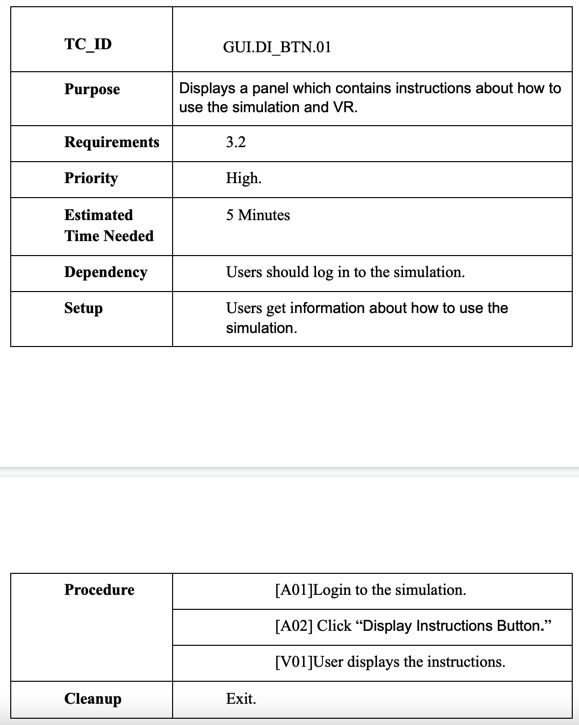 TC_ID GUI.DI_BTN.01
Purpose Displays a panel which contains instructions about how to
use the simulation and VR.
Requirements 3.2
Priority High.
Estimated 5 Minutes
Time Needed
Dependency Users should log in to the simulation.
Setup Users get information about how to use the
simulation.
Procedure [A01]Login to the simulation.
[A02] Click “Display Instructions Button.”
[V01]User displays the instructions.
Cleanup Exit.